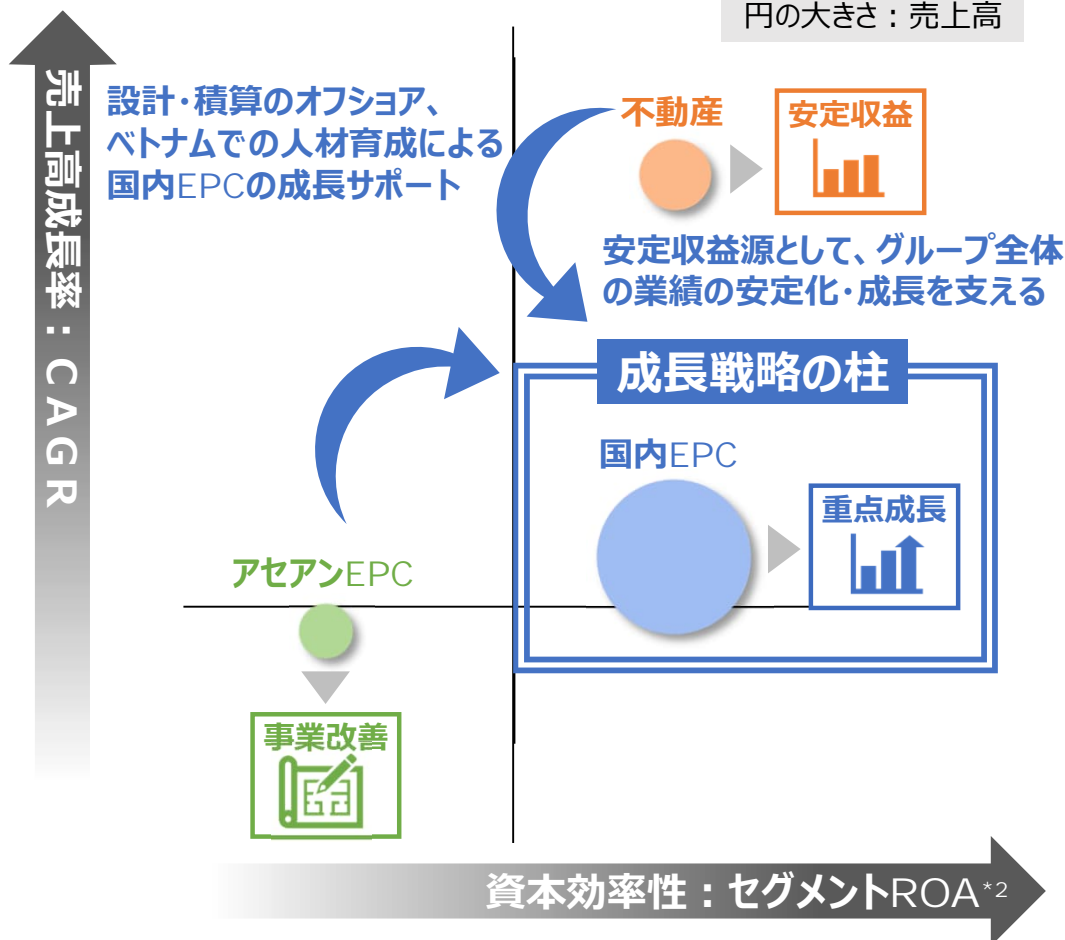 円の大きさ：売上高
売上高成長率：CAGR
設計・積算のオフショア、
ベトナムでの人材育成による
国内EPCの成長サポート
不動産
安定収益
安定収益源として、グループ全体
の業績の安定化・成長を支える
成長戦略の柱
国内EPC
重点成長
アセアンEPC
事業改善
資本効率性：セグメントROA*2